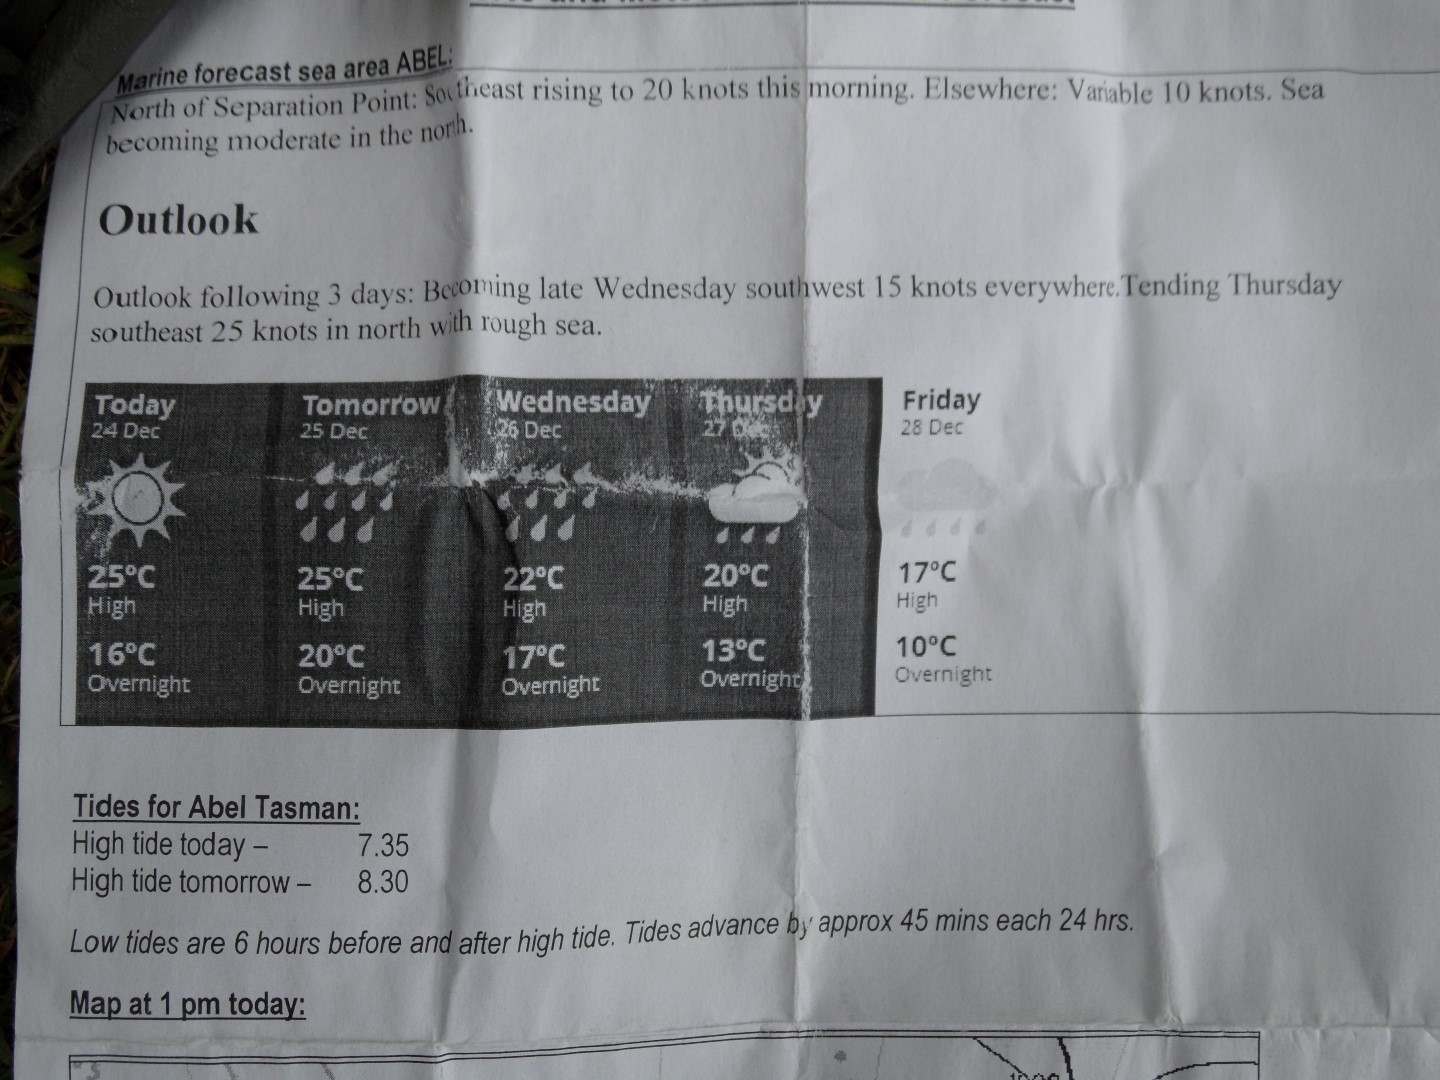 Marine forecast sea area ABEL:
North of Separation Point: Southeast rising to 20 knots this morning. Elsewhere: Variable 10 knots. Sea
becoming moderate in the north.
Outlook
Outlook following 3 days: Becoming late Wednesday southwest 15 knots everywhere.Tending Thursday
southeast 25 knots in north with rough sea.
Today Tomorrow Wednesday Thursday Friday
24 Dec 25 Dec 26 Dec 27 Dec 28 Dec
25°C 25°C 22°C 20°C 17°C
High High High High High
16°C 20°C 17°C 13°C 10°C
Overnight Overnight Overnight Overnight Overnight
Tides for Abel Tasman:
High tide today – 7.35
High tide tomorrow – 8.30
Low tides are 6 hours before and after high tide. Tides advance by approx 45 mins each 24 hrs.
Map at 1 pm today: